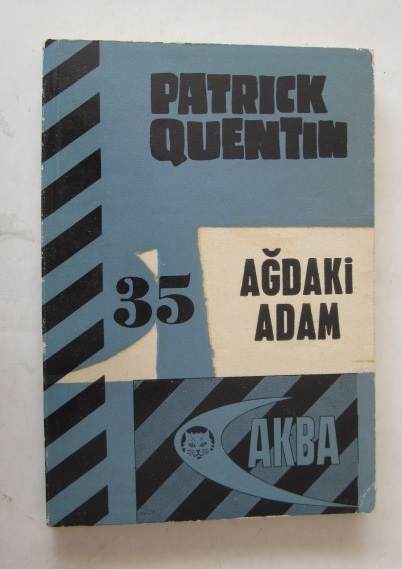 PATRICK
QUENTIN
35
AĞDAKİ
ADAM
AKBA